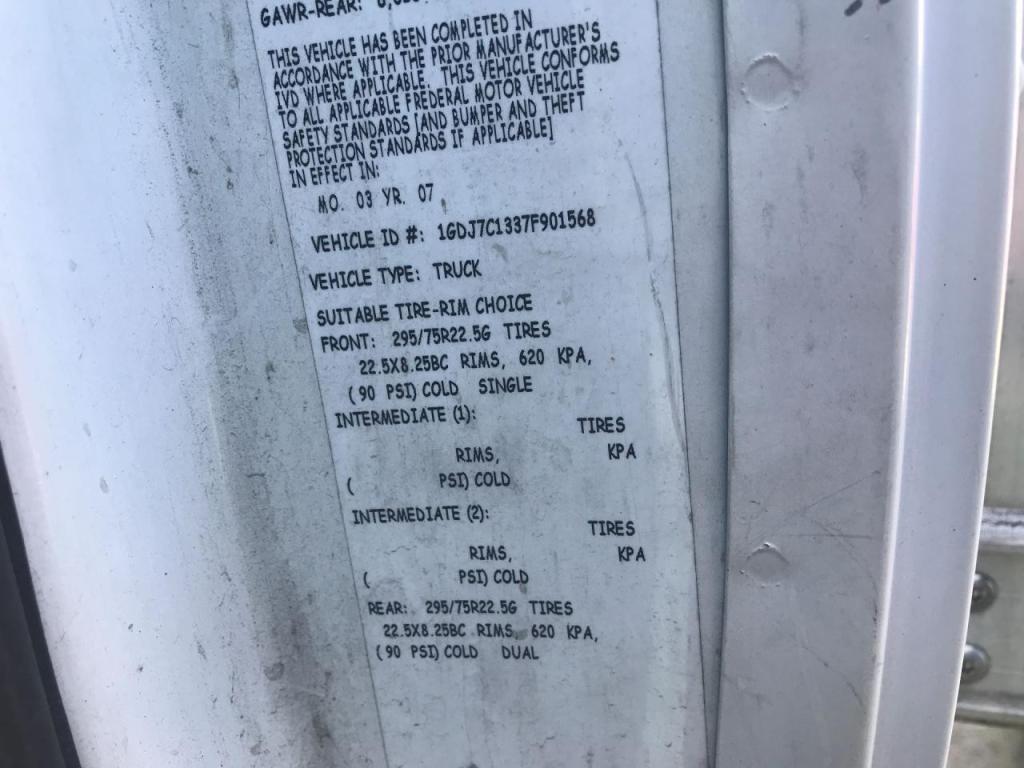 GAWR-REAR:
THIS VEHICLE HAS BEEN COMPLETED IN
ACCORDANCE WITH THE PRIOR MANUFACTURER'S
IVD WHERE APPLICABLE. THIS VEHICLE CONFORMS
TO ALL APPLICABLE FREDERAL MOTOR VEHICLE
SAFETY STANDARDS [AND BUMPER AND THEFT
PROTECTION STANDARDS IF APPLICABLE]
IN EFFECT IN:
MO. 03 YR. 07
VEHICLE ID #: 1GDJ7C1337F901568
VEHICLE TYPE: TRUCK
SUITABLE TIRE-RIM CHOICE
FRONT: 295/75R22.5G TIRES
22.5X8.25BC RIMS, 620 KPA,
( 90 PSI) COLD SINGLE
INTERMEDIATE (1):
TIRES
RIMS, KPA
( PSI) COLD
INTERMEDIATE (2):
TIRES
RIMS, KPA
( PSI) COLD
REAR: 295/75R22.5G TIRES
22.5X8.25BC RIMS, 620 KPA,
( 90 PSI) COLD DUAL